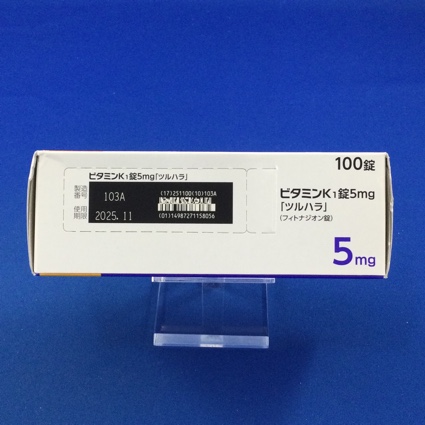 ビタミンK1錠5mg「ツルハラ」
製造番号 103A
(17)251100(10)103A
使用期限 2025.11
(01)14987271158056
100錠
ビタミンK1錠5mg
「ツルハラ」
(フィトナジオン錠)
5mg